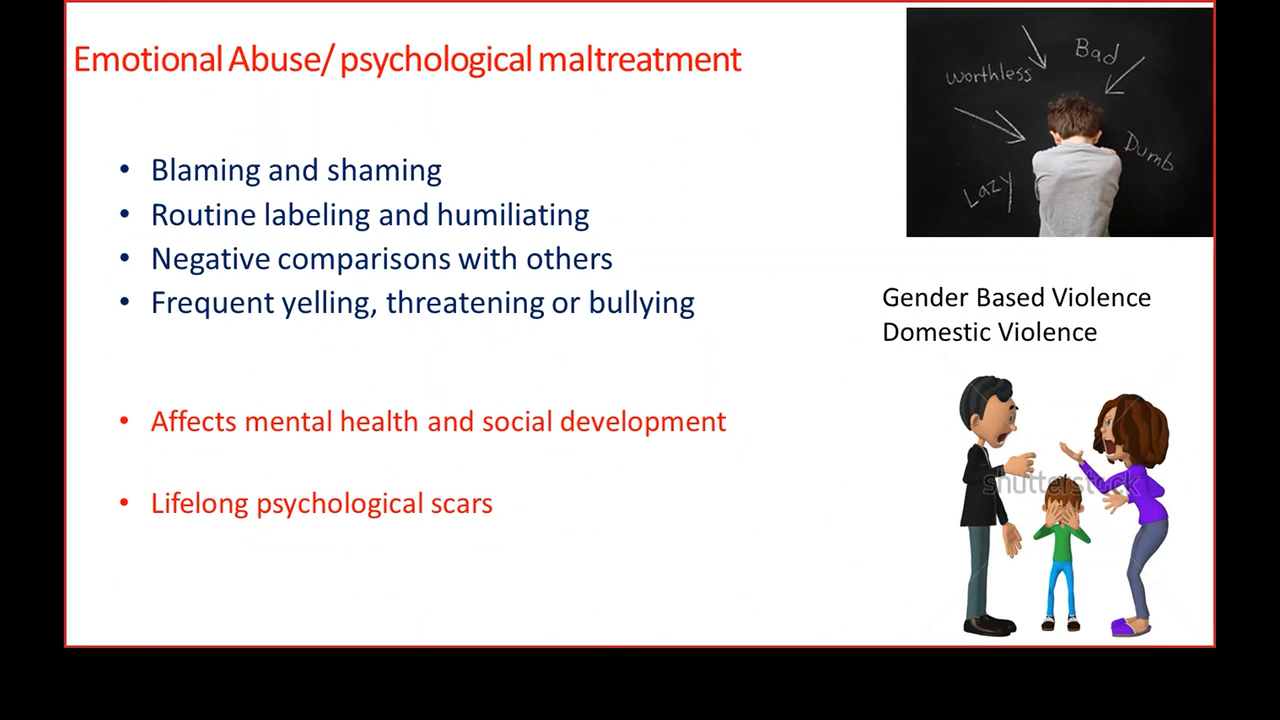 Emotional Abuse/ psychological maltreatment
• Blaming and shaming
• Routine labeling and humiliating
• Negative comparisons with others
• Frequent yelling, threatening or bullying
• Affects mental health and social development
• Lifelong psychological scars
worthless
Bad
Dumb
Lazy
Gender Based Violence
Domestic Violence
shutterstock